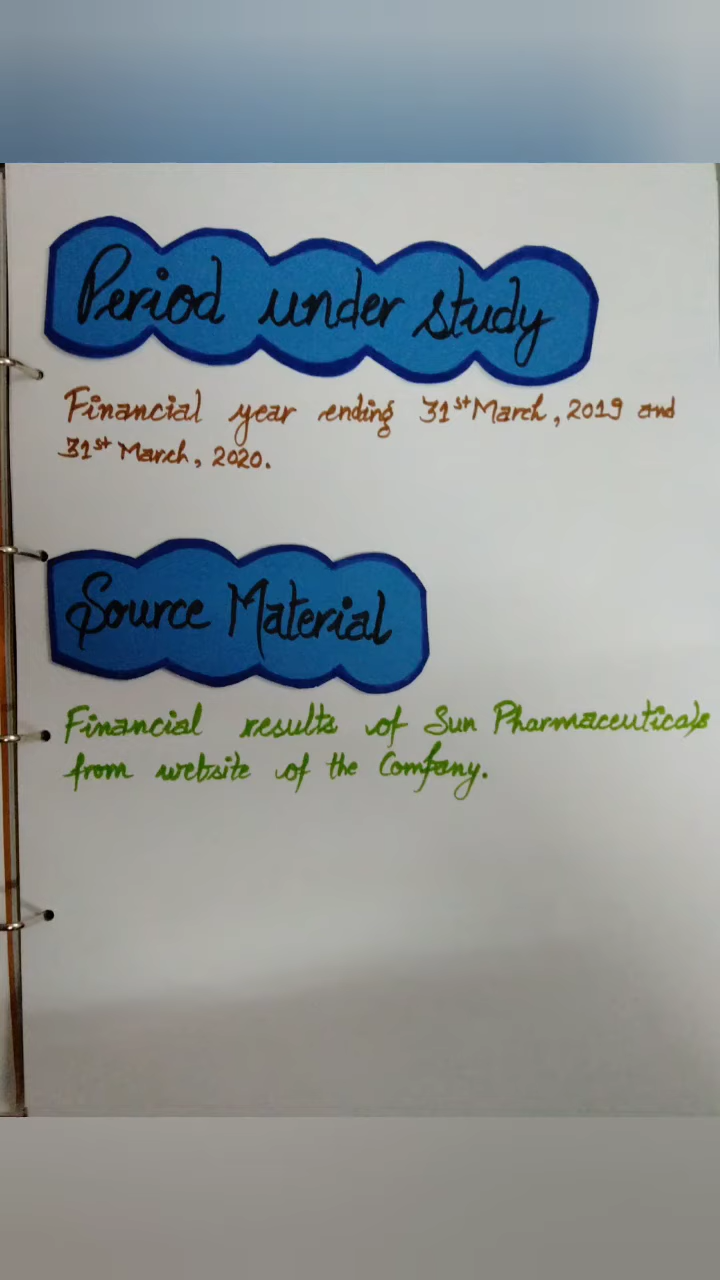 Period under study
Financial year ending 31st March, 2019 and
31st March, 2020.
Source Material
Financial results of Sun Pharmaceuticals
from website of the Company.